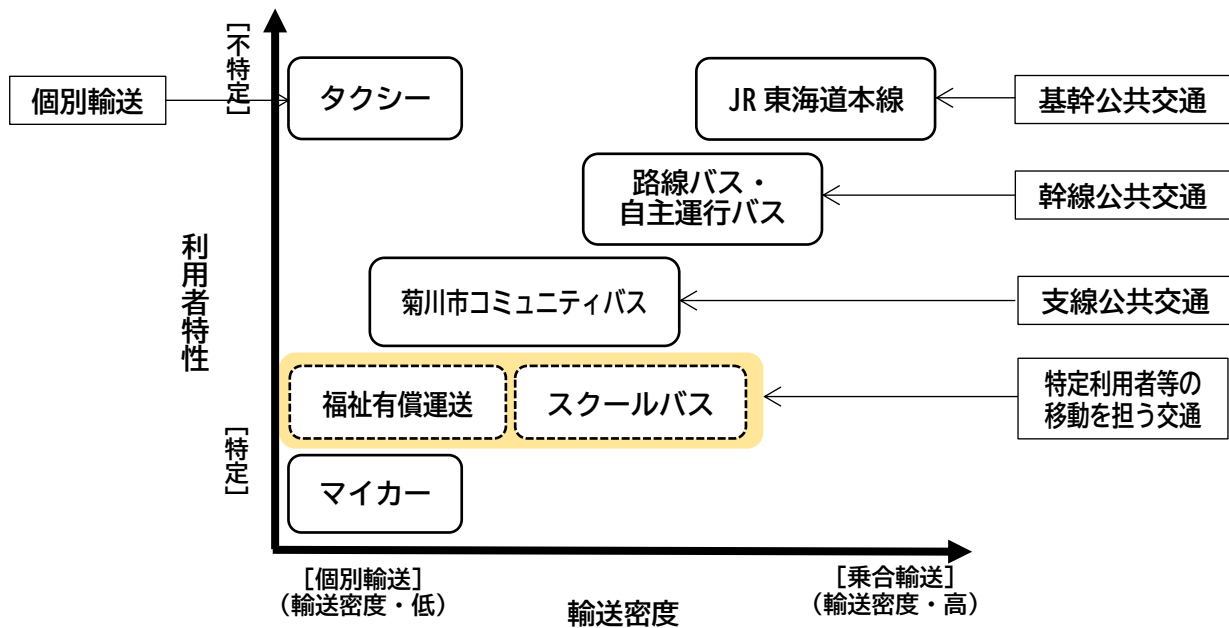 [不特定]
個別輸送
タクシー
JR 東海道本線
基幹公共交通
路線バス・
自主運行バス
幹線公共交通
利用者特性
菊川市コミュニティバス
支線公共交通
福祉有償運送
スクールバス
特定利用者等の
移動を担う交通
[特定]
マイカー
[個別輸送]
(輸送密度・低)
輸送密度
[乗合輸送]
(輸送密度・高)